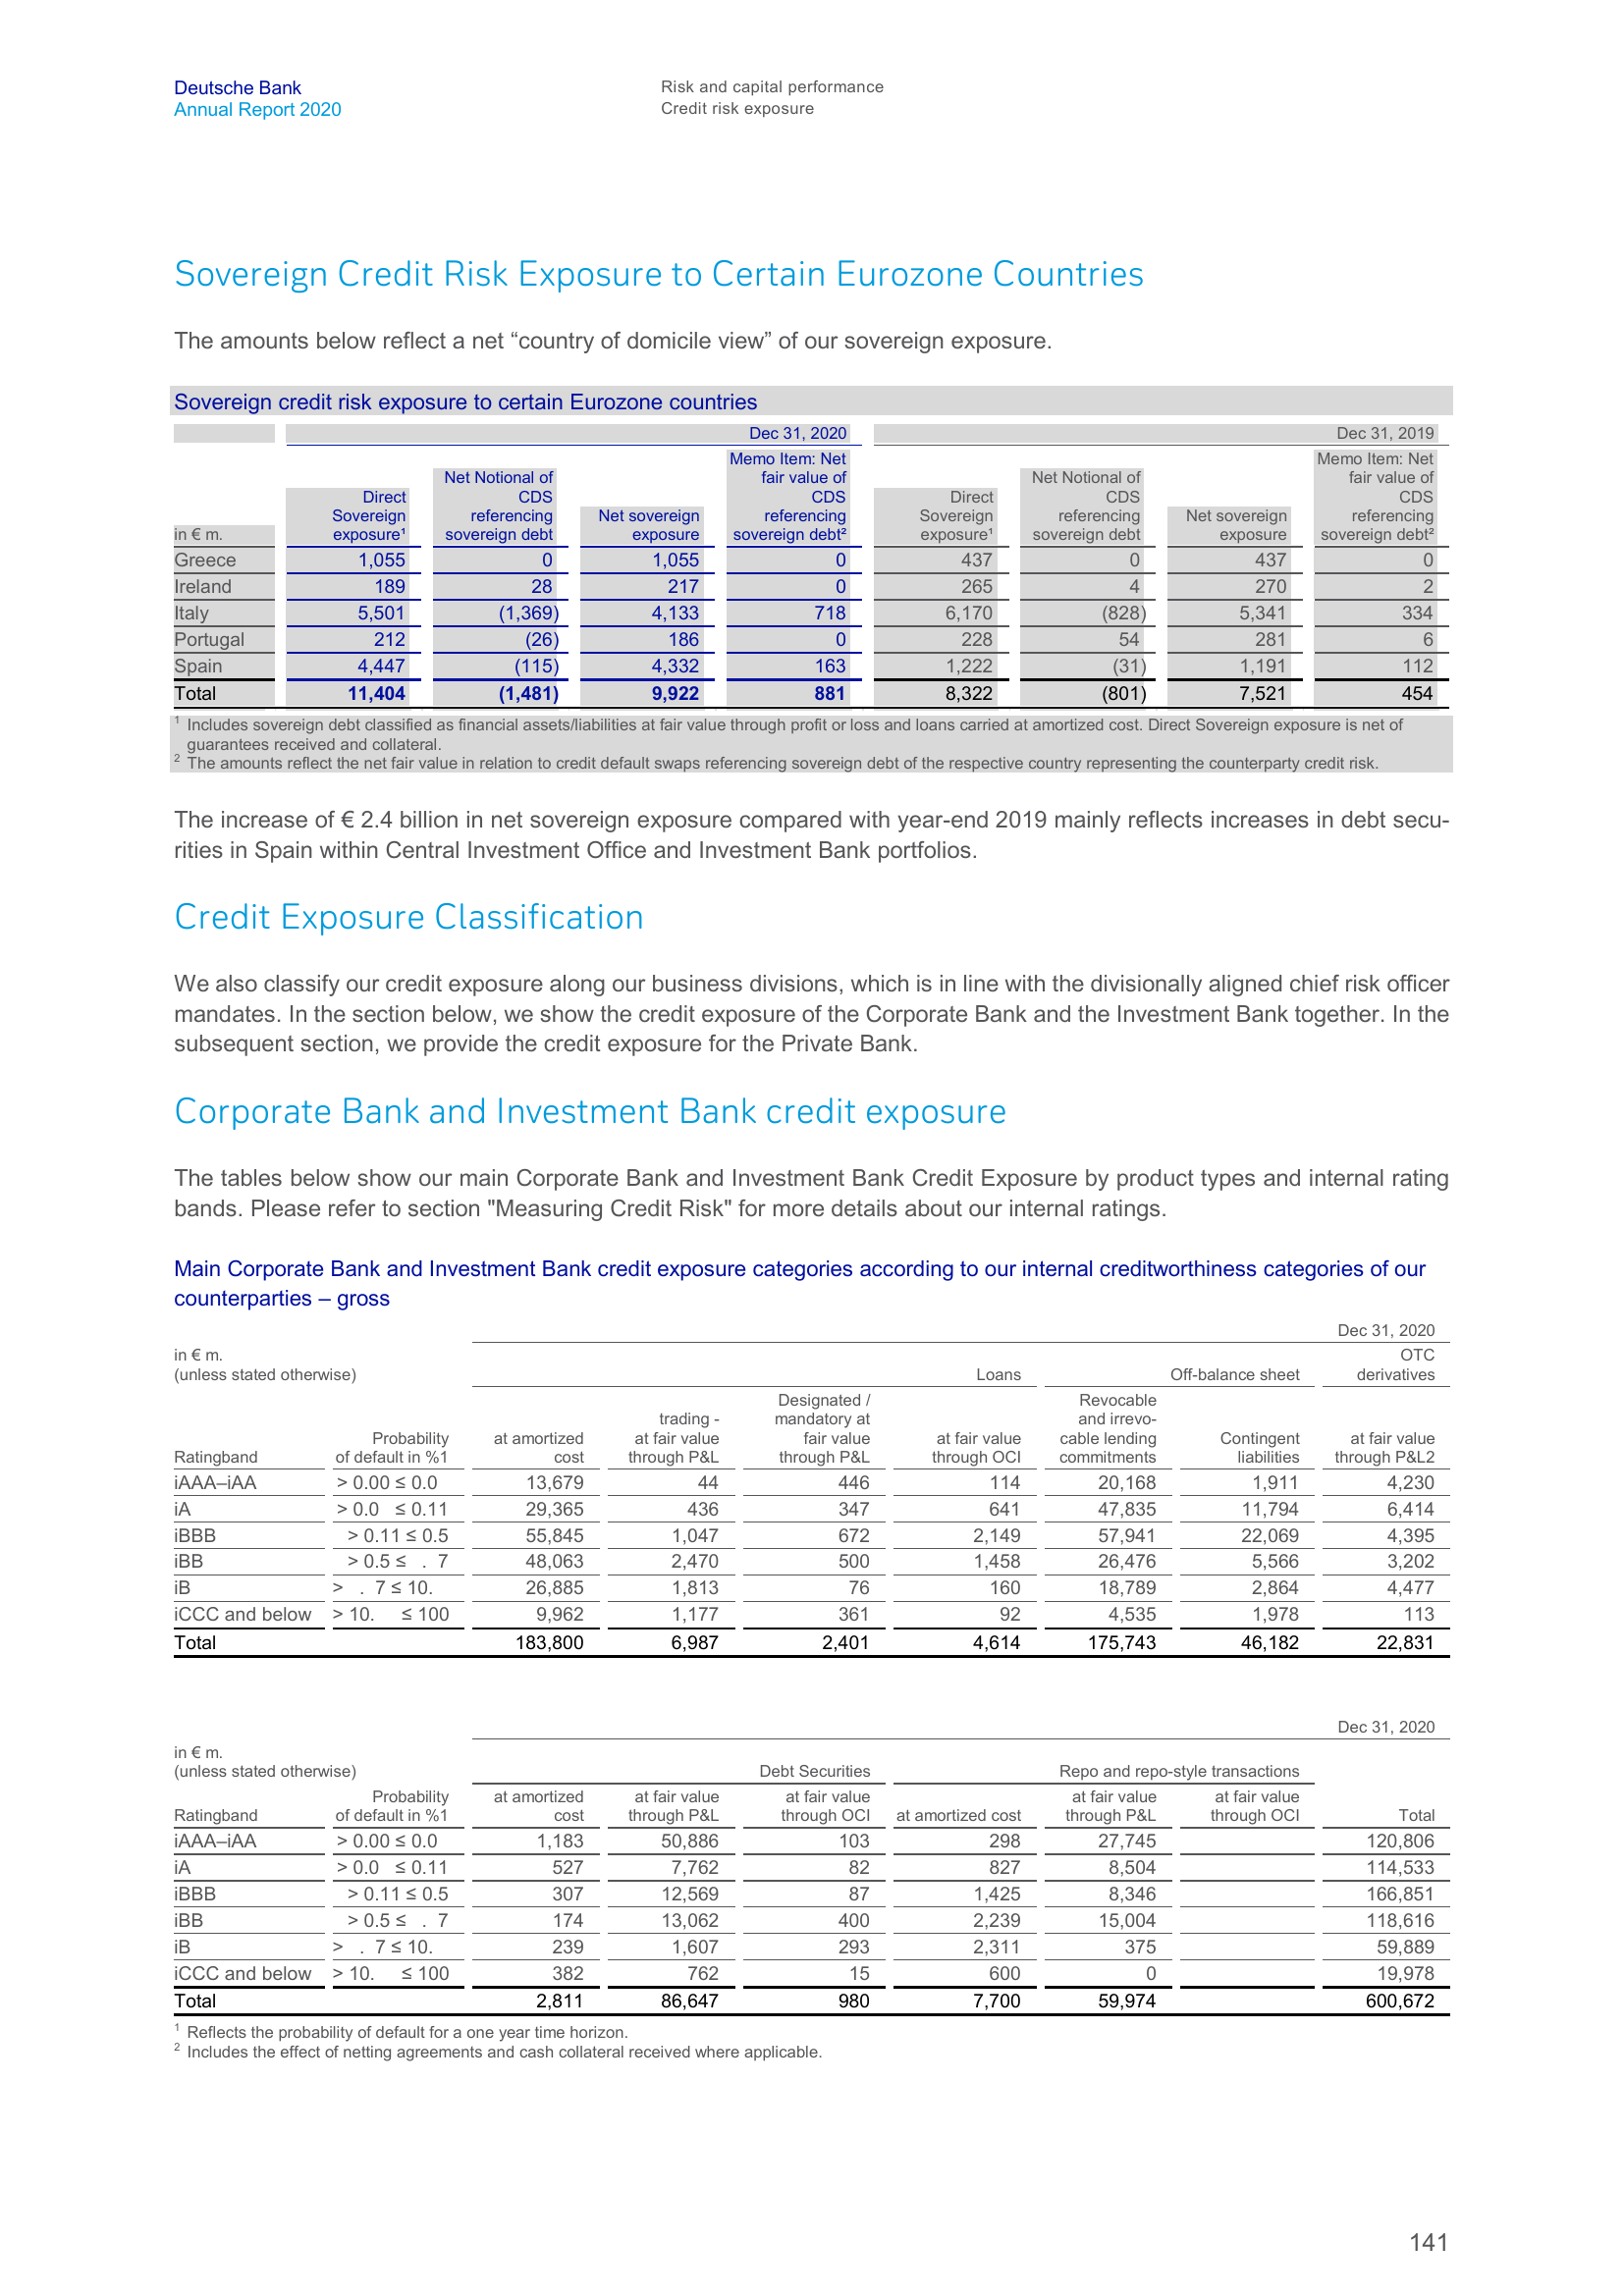 Deutsche Bank
Annual Report 2020
Risk and capital performance
Credit risk exposure
Sovereign Credit Risk Exposure to Certain Eurozone Countries
The amounts below reflect a net “country of domicile view” of our sovereign exposure.
Sovereign credit risk exposure to certain Eurozone countries
Dec 31, 2020 Dec 31, 2019
in € m. Direct Sovereign exposure¹ Net Notional of CDS referencing sovereign debt Net sovereign exposure Memo Item: Net fair value of CDS referencing sovereign debt² Direct Sovereign exposure¹ Net Notional of CDS referencing sovereign debt Net sovereign exposure Memo Item: Net fair value of CDS referencing sovereign debt²
Greece 1,055 0 1,055 0 437 0 437 0
Ireland 189 28 217 0 265 4 270 2
Italy 5,501 (1,369) 4,133 718 6,170 (828) 5,341 334
Portugal 212 (26) 186 0 228 54 281 6
Spain 4,447 (115) 4,332 163 1,222 (31) 1,191 112
Total 11,404 (1,481) 9,922 881 8,322 (801) 7,521 454
1 Includes sovereign debt classified as financial assets/liabilities at fair value through profit or loss and loans carried at amortized cost. Direct Sovereign exposure is net of
guarantees received and collateral.
2 The amounts reflect the net fair value in relation to credit default swaps referencing sovereign debt of the respective country representing the counterparty credit risk.
The increase of € 2.4 billion in net sovereign exposure compared with year-end 2019 mainly reflects increases in debt secu-
rities in Spain within Central Investment Office and Investment Bank portfolios.
Credit Exposure Classification
We also classify our credit exposure along our business divisions, which is in line with the divisionally aligned chief risk officer
mandates. In the section below, we show the credit exposure of the Corporate Bank and the Investment Bank together. In the
subsequent section, we provide the credit exposure for the Private Bank.
Corporate Bank and Investment Bank credit exposure
The tables below show our main Corporate Bank and Investment Bank Credit Exposure by product types and internal rating
bands. Please refer to section "Measuring Credit Risk" for more details about our internal ratings.
Main Corporate Bank and Investment Bank credit exposure categories according to our internal creditworthiness categories of our
counterparties – gross
Dec 31, 2020
in € m.
(unless stated otherwise) Loans Off-balance sheet OTC derivatives
Ratingband Probability of default in %1 at amortized cost trading - at fair value through P&L Designated / mandatory at fair value through P&L at fair value through OCI Revocable and irrevo- cable lending commitments Contingent liabilities at fair value through P&L2
iAAA–iAA > 0.00 ≤ 0.0 13,679 44 446 114 20,168 1,911 4,230
iA > 0.0 ≤ 0.11 29,365 436 347 641 47,835 11,794 6,414
iBBB > 0.11 ≤ 0.5 55,845 1,047 672 2,149 57,941 22,069 4,395
iBB > 0.5 ≤ . 7 48,063 2,470 500 1,458 26,476 5,566 3,202
iB > . 7 ≤ 10. 26,885 1,813 76 160 18,789 2,864 4,477
iCCC and below > 10. ≤ 100 9,962 1,177 361 92 4,535 1,978 113
Total 183,800 6,987 2,401 4,614 175,743 46,182 22,831
Dec 31, 2020
in € m.
(unless stated otherwise) Debt Securities Repo and repo-style transactions
Ratingband Probability of default in %1 at amortized cost at fair value through P&L at fair value through OCI at amortized cost at fair value through P&L at fair value through OCI Total
iAAA–iAA > 0.00 ≤ 0.0 1,183 50,886 103 298 27,745 120,806
iA > 0.0 ≤ 0.11 527 7,762 82 827 8,504 114,533
iBBB > 0.11 ≤ 0.5 307 12,569 87 1,425 8,346 166,851
iBB > 0.5 ≤ . 7 174 13,062 400 2,239 15,004 118,616
iB > . 7 ≤ 10. 239 1,607 293 2,311 375 59,889
iCCC and below > 10. ≤ 100 382 762 15 600 0 19,978
Total 2,811 86,647 980 7,700 59,974 600,672
1 Reflects the probability of default for a one year time horizon.
2 Includes the effect of netting agreements and cash collateral received where applicable.
141